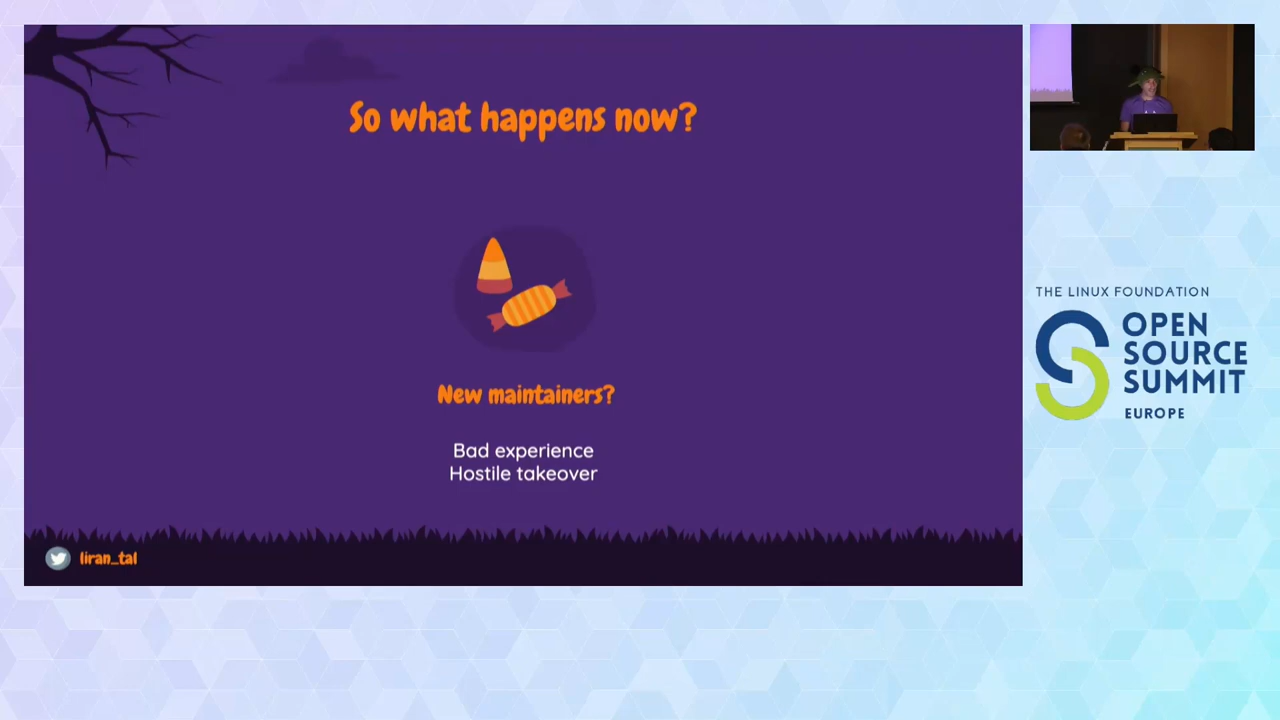 So what happens now?
New maintainers?
Bad experience
Hostile takeover
liran_tal
THE LINUX FOUNDATION
OPEN
SOURCE
SUMMIT
EUROPE